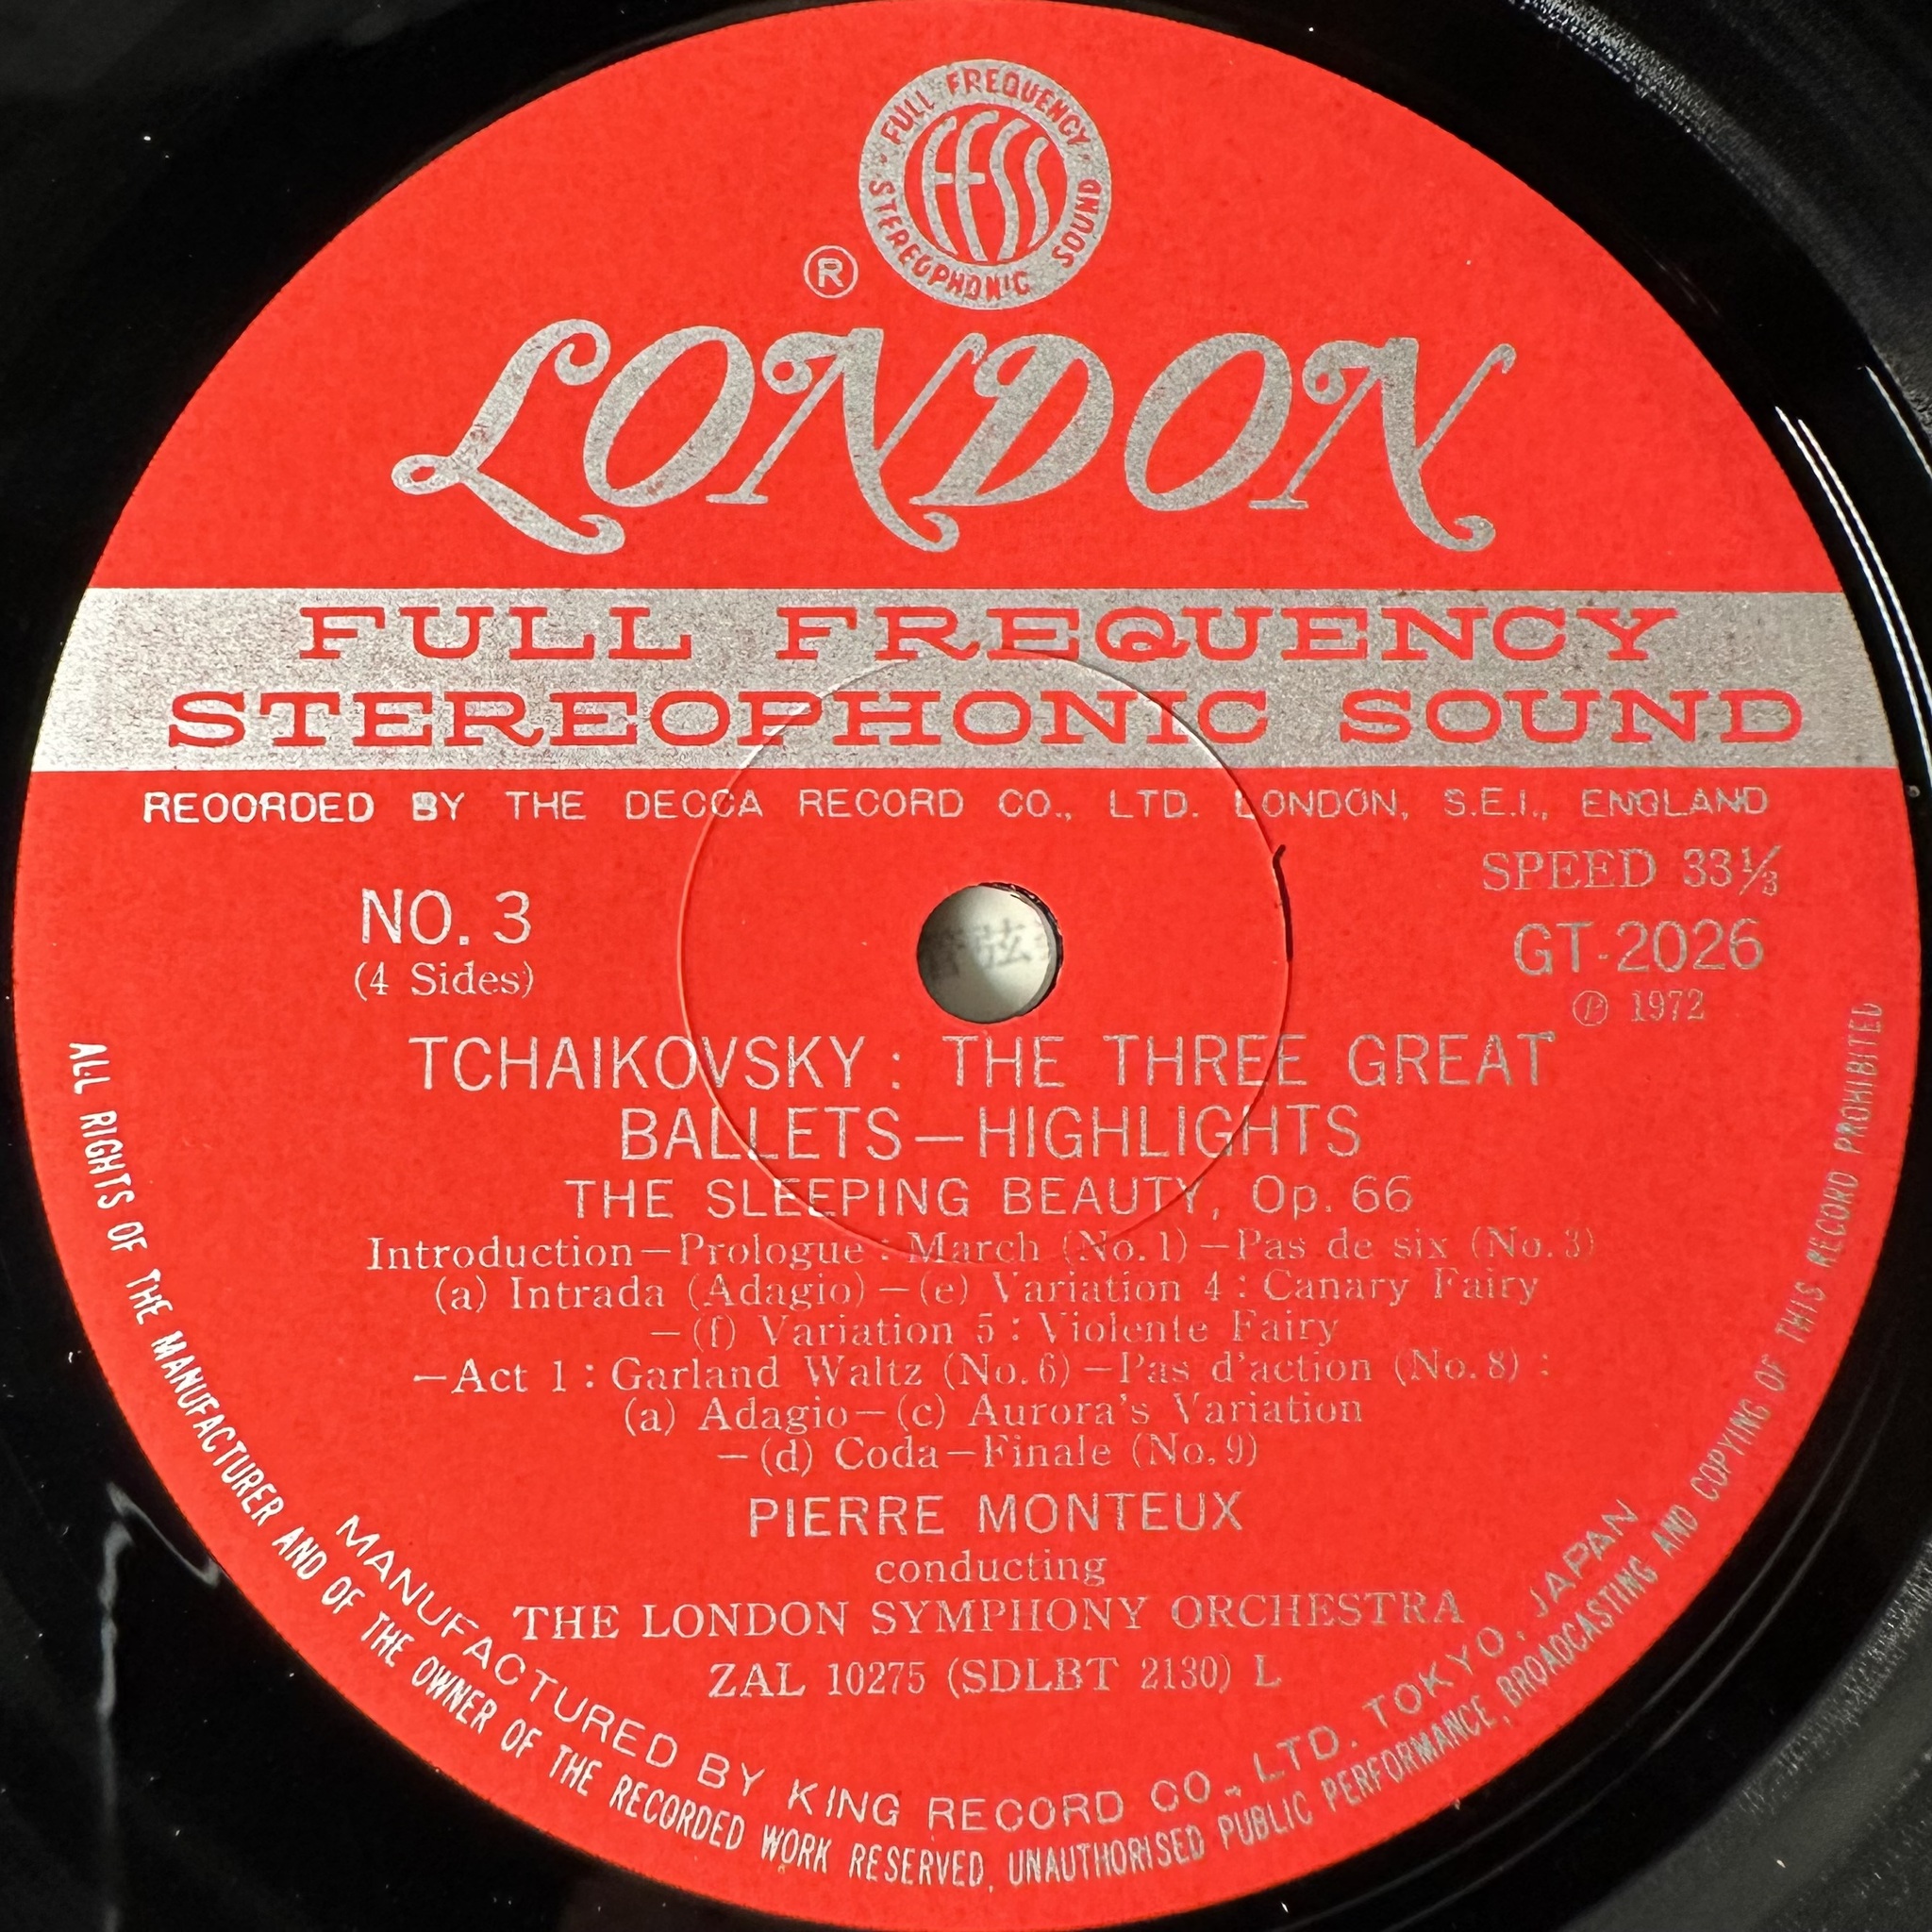 FULL FREQUENCY
ffss
STEREOPHONIC SOUND
®
LONDON
FULL FREQUENCY
STEREOPHONIC SOUND
REOORDED BY THE DECCA RECORD CO., LTD. LONDON, S.E.I., ENGLAND
SPEED 33⅓
NO. 3
GT-2026
(4 Sides)
弦
Ⓟ 1972
TCHAIKOVSKY : THE THREE GREAT
BALLETS—HIGHLIGHTS
THE SLEEPING BEAUTY, Op. 66
Introduction—Prologue : March (No. 1)—Pas de six (No. 3)
(a) Intrada (Adagio)—(e) Variation 4 : Canary Fairy
—(f) Variation 5 : Violente Fairy
—Act 1 : Garland Waltz (No. 6)—Pas d'action (No. 8) :
(a) Adagio—(c) Aurora's Variation
—(d) Coda—Finale (No. 9)
PIERRE MONTEUX
conducting
THE LONDON SYMPHONY ORCHESTRA
ZAL 10275 (SDLBT 2130) L
MANUFACTURED BY KING RECORD CO., LTD. TOKYO, JAPAN
ALL RIGHTS OF THE MANUFACTURER AND OF THE OWNER OF THE RECORDED WORK RESERVED, UNAUTHORISED PUBLIC PERFORMANCE, BROADCASTING AND COPYING OF THIS RECORD PROHIBITED